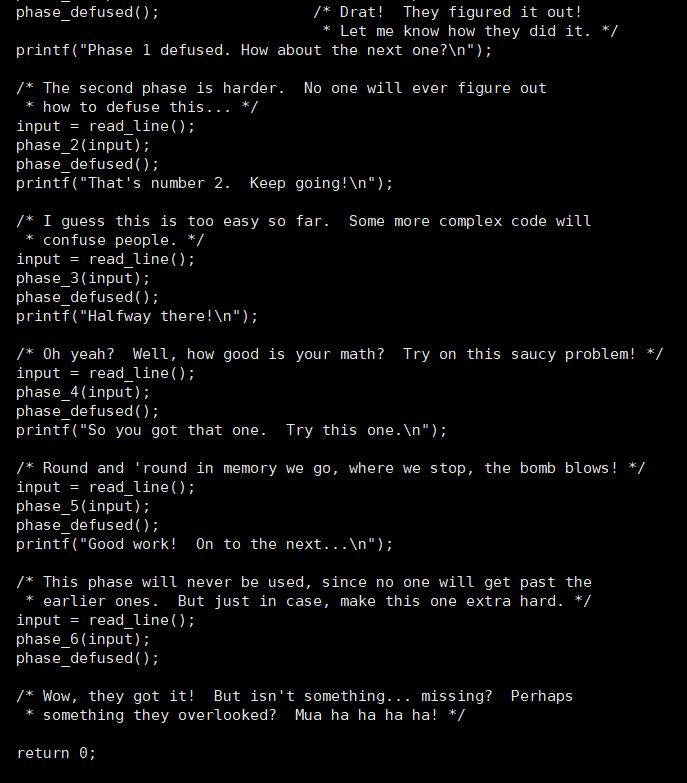 phase_defused();                 /* Drat!  They figured it out!
                                  * Let me know how they did it. */
printf("Phase 1 defused. How about the next one?\n");

/* The second phase is harder.  No one will ever figure out
 * how to defuse this... */
input = read_line();
phase_2(input);
phase_defused();
printf("That's number 2.  Keep going!\n");

/* I guess this is too easy so far.  Some more complex code will
 * confuse people. */
input = read_line();
phase_3(input);
phase_defused();
printf("Halfway there!\n");

/* Oh yeah?  Well, how good is your math?  Try on this saucy problem! */
input = read_line();
phase_4(input);
phase_defused();
printf("So you got that one.  Try this one.\n");

/* Round and 'round in memory we go, where we stop, the bomb blows! */
input = read_line();
phase_5(input);
phase_defused();
printf("Good work!  On to the next...\n");

/* This phase will never be used, since no one will get past the
 * earlier ones.  But just in case, make this one extra hard. */
input = read_line();
phase_6(input);
phase_defused();

/* Wow, they got it!  But isn't something... missing?  Perhaps
 * something they overlooked?  Mua ha ha ha ha! */

return 0;